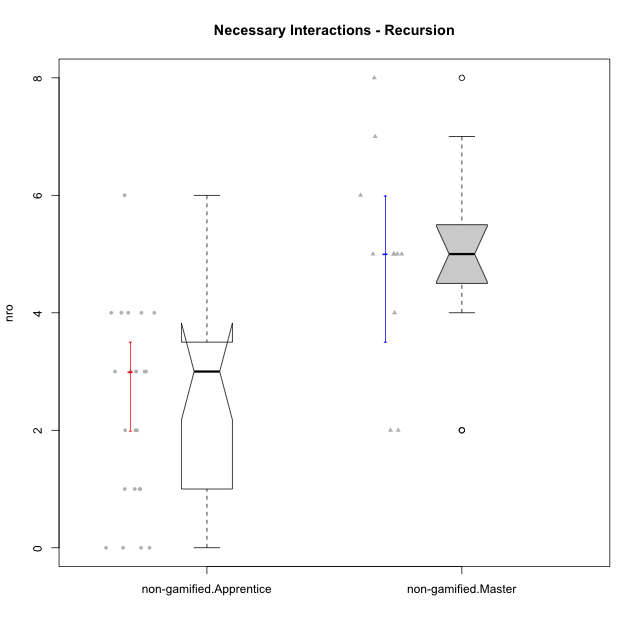 Necessary Interactions - Recursion
8
6
4
2
0
nro
non-gamified.Apprentice
non-gamified.Master